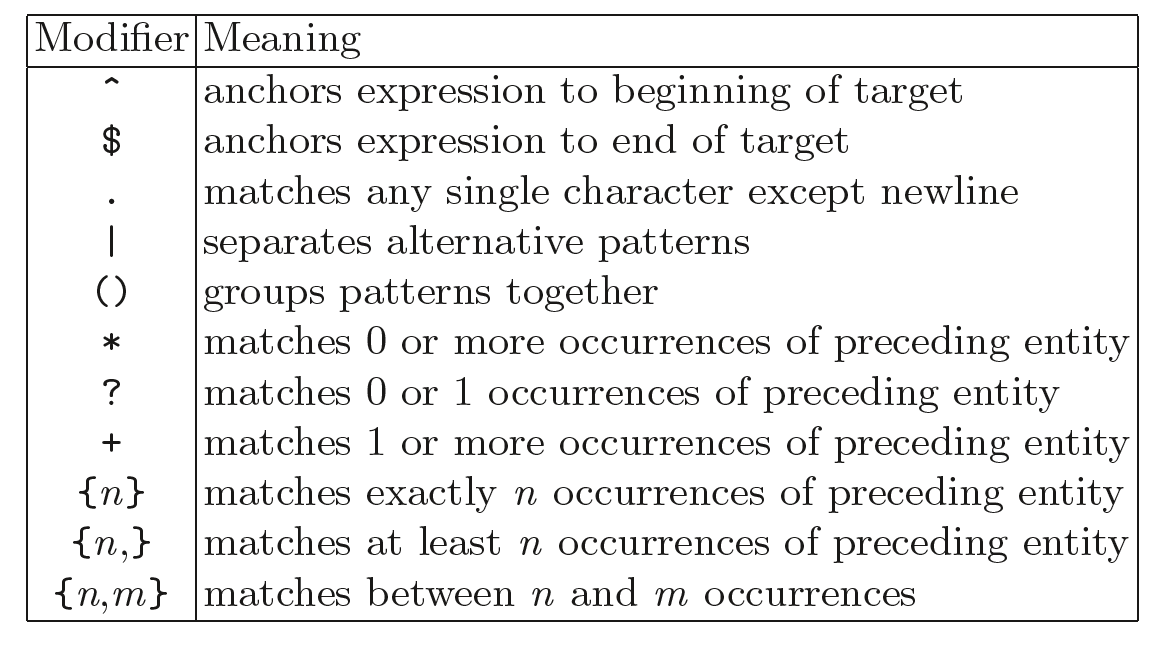 Modifier Meaning
^ anchors expression to beginning of target
$ anchors expression to end of target
. matches any single character except newline
| separates alternative patterns
() groups patterns together
* matches 0 or more occurrences of preceding entity
? matches 0 or 1 occurrences of preceding entity
+ matches 1 or more occurrences of preceding entity
{n} matches exactly n occurrences of preceding entity
{n,} matches at least n occurrences of preceding entity
{n,m} matches between n and m occurrences